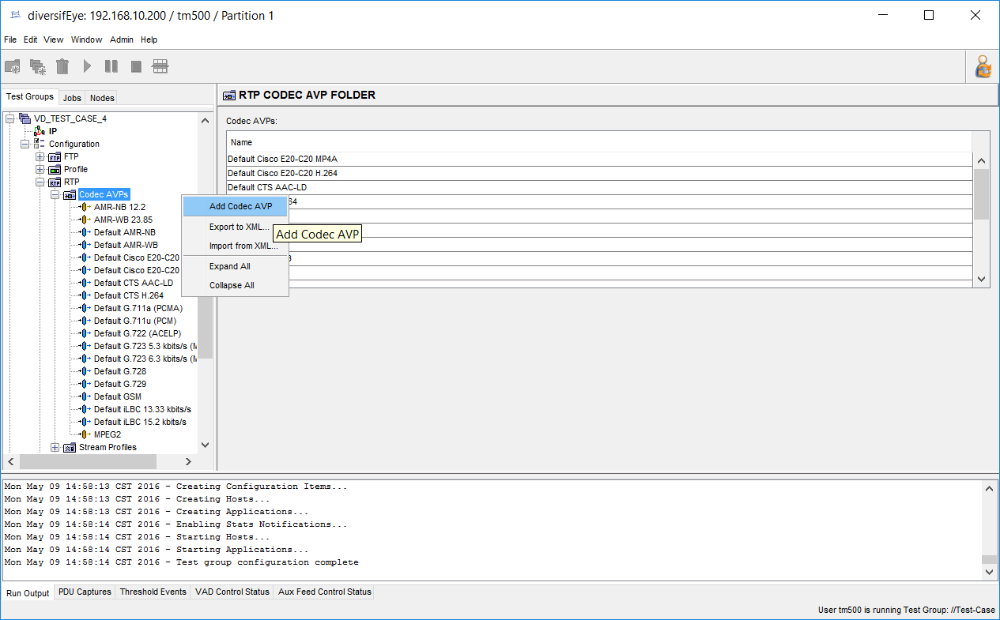 diversifEye: 192.168.10.200 / tm500 / Partition 1
File Edit View Window Admin Help
Test Groups Jobs Nodes
VD_TEST_CASE_4
IP
Configuration
FTP
FTP
Profile
RTP
RTP
Codec AVPs
AMR-NB 12.2
AMR-WB 23.85
Default AMR-NB
Default AMR-WB
Default Cisco E20-C20
Default Cisco E20-C20
Default CTS AAC-LD
Default CTS H.264
Default G.711a (PCMA)
Default G.711u (PCM)
Default G.722 (ACELP)
Default G.723 5.3 kbits/s (M
Default G.723 6.3 kbits/s (M
Default G.728
Default G.729
Default GSM
Default iLBC 13.33 kbits/s
Default iLBC 15.2 kbits/s
MPEG2
Stream Profiles
Add Codec AVP
Export to XML...
Import from XML...
Expand All
Collapse All
Add Codec AVP
RTP CODEC AVP FOLDER
Codec AVPs:
Name
Default Cisco E20-C20 MP4A
Default Cisco E20-C20 H.264
Default CTS AAC-LD
64
Mon May 09 14:58:13 CST 2016 - Creating Configuration Items...
Mon May 09 14:58:13 CST 2016 - Creating Hosts...
Mon May 09 14:58:13 CST 2016 - Creating Applications...
Mon May 09 14:58:14 CST 2016 - Enabling Stats Notifications...
Mon May 09 14:58:14 CST 2016 - Starting Hosts...
Mon May 09 14:58:14 CST 2016 - Starting Applications...
Mon May 09 14:58:14 CST 2016 - Test group configuration complete
Run Output PDU Captures Threshold Events VAD Control Status Aux Feed Control Status
User tm500 is running Test Group: //Test-Case